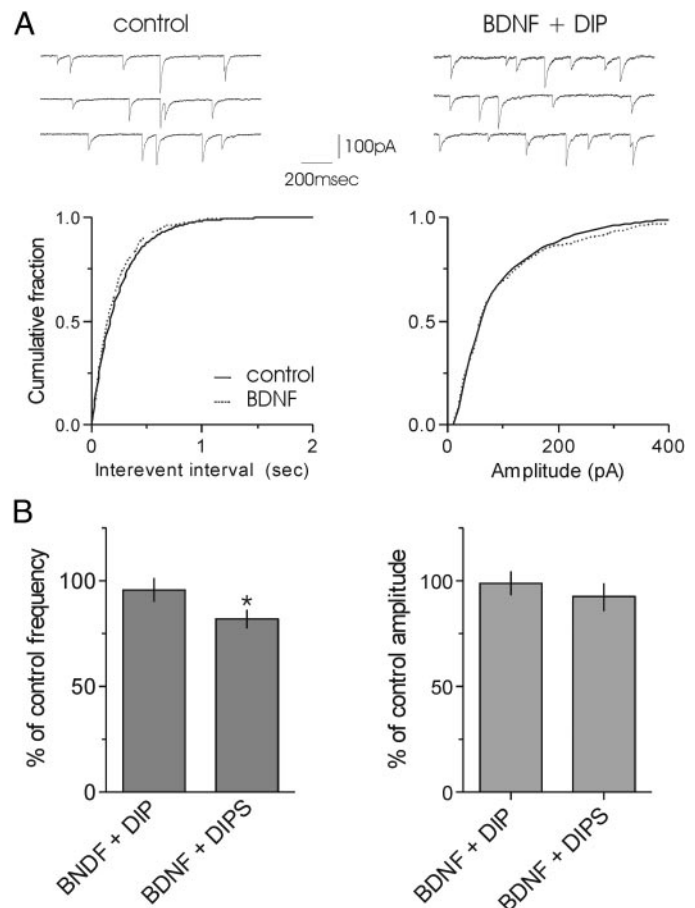 A
control
BDNF + DIP
100pA
200msec
Cumulative fraction
1.0
0.5
0.0
control
BDNF
0
1
2
Interevent interval (sec)
1.0
0.5
0.0
0
200
400
Amplitude (pA)
B
% of control frequency
100
50
0
*
BNDF + DIP
BDNF + DIPS
% of control amplitude
100
50
0
BDNF + DIP
BDNF + DIPS